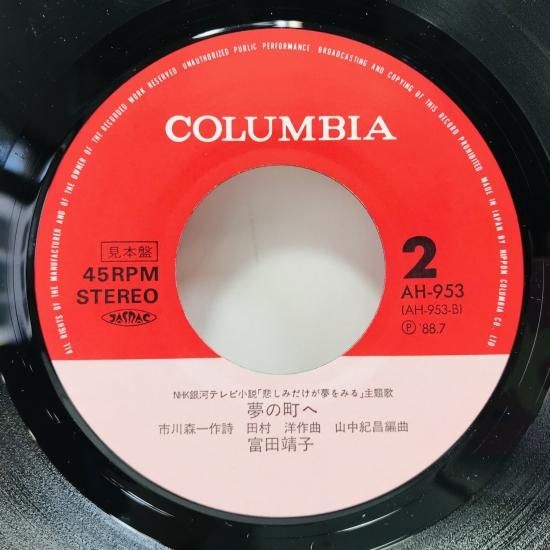 ALL RIGHTS OF THE MANUFACTURER AND OF THE OWNER OF THE RECORDED WORK RESERVED UNAUTHORIZED PUBLIC PERFORMANCE BROADCASTING AND COPYING OF THIS RECORD PROHIBITED MADE IN JAPAN BY NIPPON COLUMBIA CO., LTD
COLUMBIA
見本盤
45RPM
STEREO
JASRAC
2
AH-953
(AH-953-B)
Ⓟ '88.7
NHK銀河テレビ小説「悲しみだけが夢をみる」主題歌
夢の町へ
市川森一作詩 田村 洋作曲 山中紀昌編曲
富田靖子